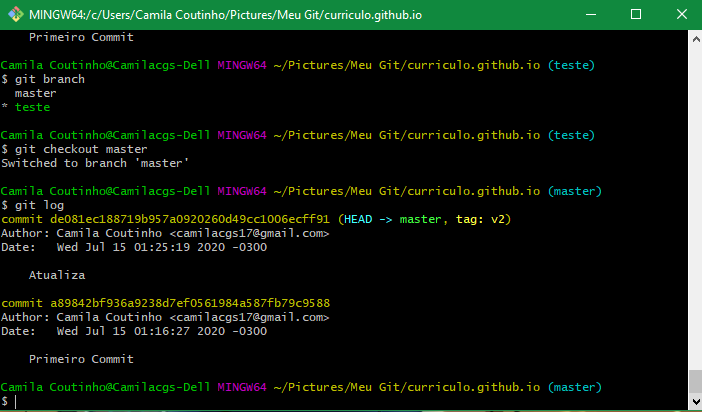 MINGW64:/c/Users/Camila Coutinho/Pictures/Meu Git/curriculo.github.io
Primeiro Commit
Camila Coutinho@Camilacgs-Dell MINGW64 ~/Pictures/Meu Git/curriculo.github.io (teste)
$ git branch
master
* teste
Camila Coutinho@Camilacgs-Dell MINGW64 ~/Pictures/Meu Git/curriculo.github.io (teste)
$ git checkout master
Switched to branch 'master'
Camila Coutinho@Camilacgs-Dell MINGW64 ~/Pictures/Meu Git/curriculo.github.io (master)
$ git log
commit de081ec188719b957a0920260d49cc1006ecff91 (HEAD -> master, tag: v2)
Author: Camila Coutinho <camilacgs17@gmail.com>
Date:   Wed Jul 15 01:25:19 2020 -0300
Atualiza
commit a89842bf936a9238d7ef0561984a587fb79c9588
Author: Camila Coutinho <camilacgs17@gmail.com>
Date:   Wed Jul 15 01:16:27 2020 -0300
Primeiro Commit
Camila Coutinho@Camilacgs-Dell MINGW64 ~/Pictures/Meu Git/curriculo.github.io (master)
$